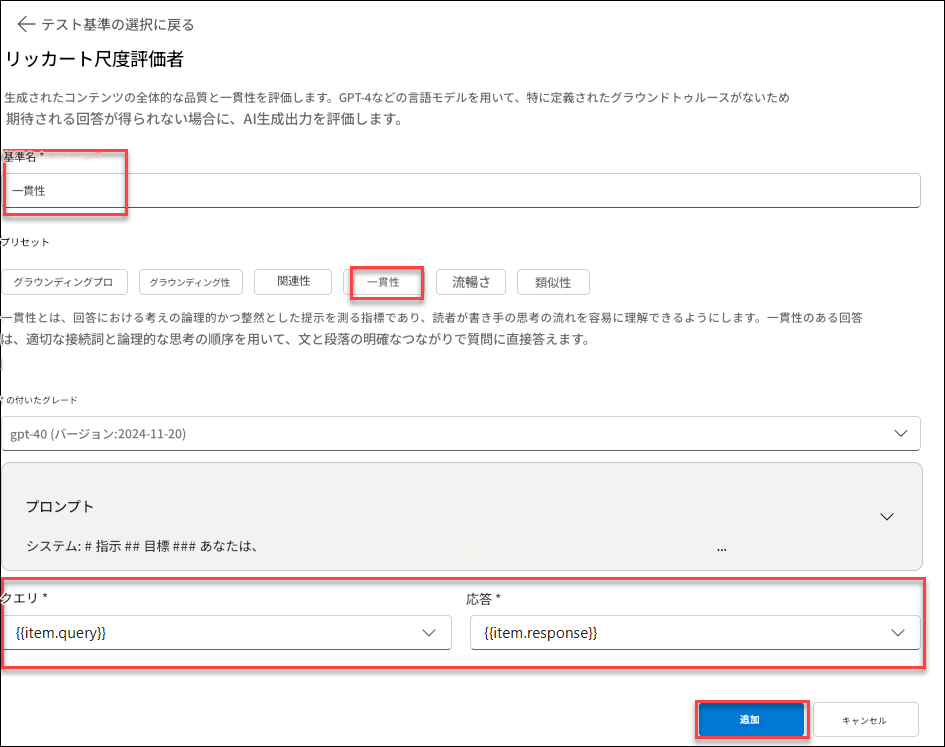 ← テスト基準の選択に戻る
リッカート尺度評価者
生成されたコンテンツの全体的な品質と一貫性を評価します。GPT-4などの言語モデルを用いて、特に定義されたグラウンドトゥルースがないため
期待される回答が得られない場合に、AI生成出力を評価します。
基準名 *
一貫性
プリセット
グラウンディングプロ グラウンディング性 関連性 一貫性 流暢さ 類似性
一貫性とは、回答における考えの論理的かつ整然とした提示を測る指標であり、読者が書き手の思考の流れを容易に理解できるようにします。一貫性のある回答
は、適切な接続詞と論理的な思考の順序を用いて、文と段落の明確なつながりで質問に直接答えます。
* の付いたグレード
gpt-40 (バージョン:2024-11-20)
プロンプト
システム: # 指示 ## 目標 ### あなたは、 ...
クエリ * 応答 *
{{item.query}} {{item.response}}
追加 キャンセル